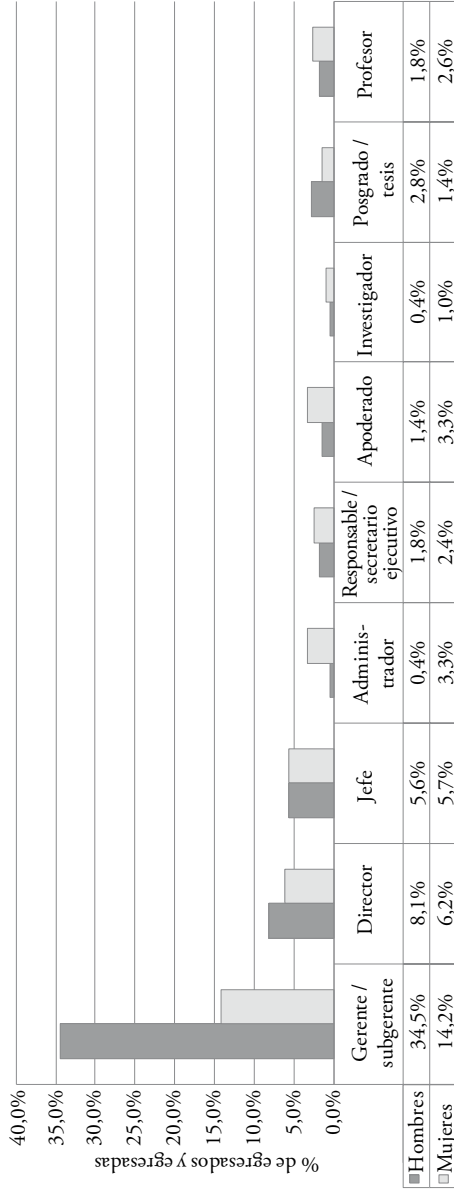 % de egresados y egresadas
40,0%
35,0%
30,0%
25,0%
20,0%
15,0%
10,0%
5,0%
0,0%
Gerente / subgerente Director Jefe Adminis-trador Responsable / secretario ejecutivo Apoderado Investigador Posgrado / tesis Profesor
Hombres 34,5% 8,1% 5,6% 0,4% 1,8% 1,4% 0,4% 2,8% 1,8%
Mujeres 14,2% 6,2% 5,7% 3,3% 2,4% 3,3% 1,0% 1,4% 2,6%